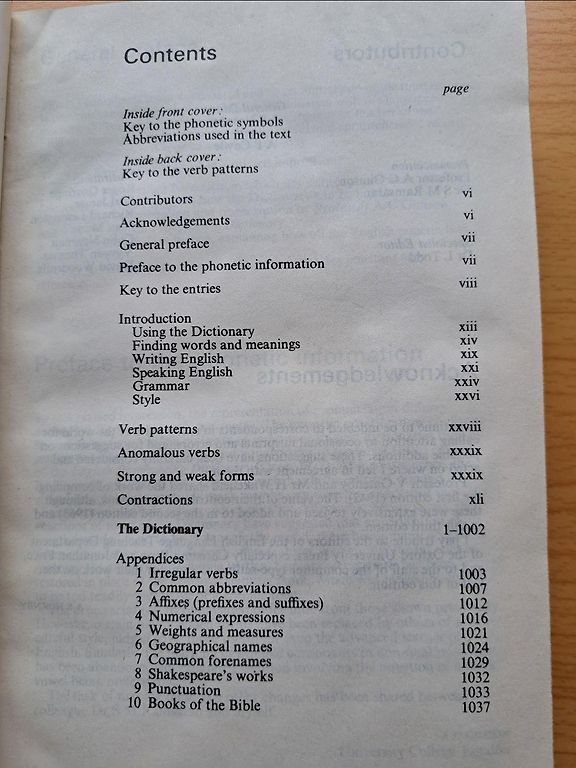 Contents
page
Inside front cover:
Key to the phonetic symbols
Abbreviations used in the text
Inside back cover:
Key to the verb patterns
Contributors vi
Acknowledgements vi
General preface vii
Preface to the phonetic information vii
Key to the entries viii
Introduction
Using the Dictionary xiii
Finding words and meanings xiv
Writing English xix
Speaking English xxi
Grammar xxiv
Style xxvi
Verb patterns xxviii
Anomalous verbs xxxix
Strong and weak forms xxxix
Contractions xli
The Dictionary 1–1002
Appendices
1 Irregular verbs 1003
2 Common abbreviations 1007
3 Affixes (prefixes and suffixes) 1012
4 Numerical expressions 1016
5 Weights and measures 1021
6 Geographical names 1024
7 Common forenames 1029
8 Shakespeare's works 1032
9 Punctuation 1033
10 Books of the Bible 1037